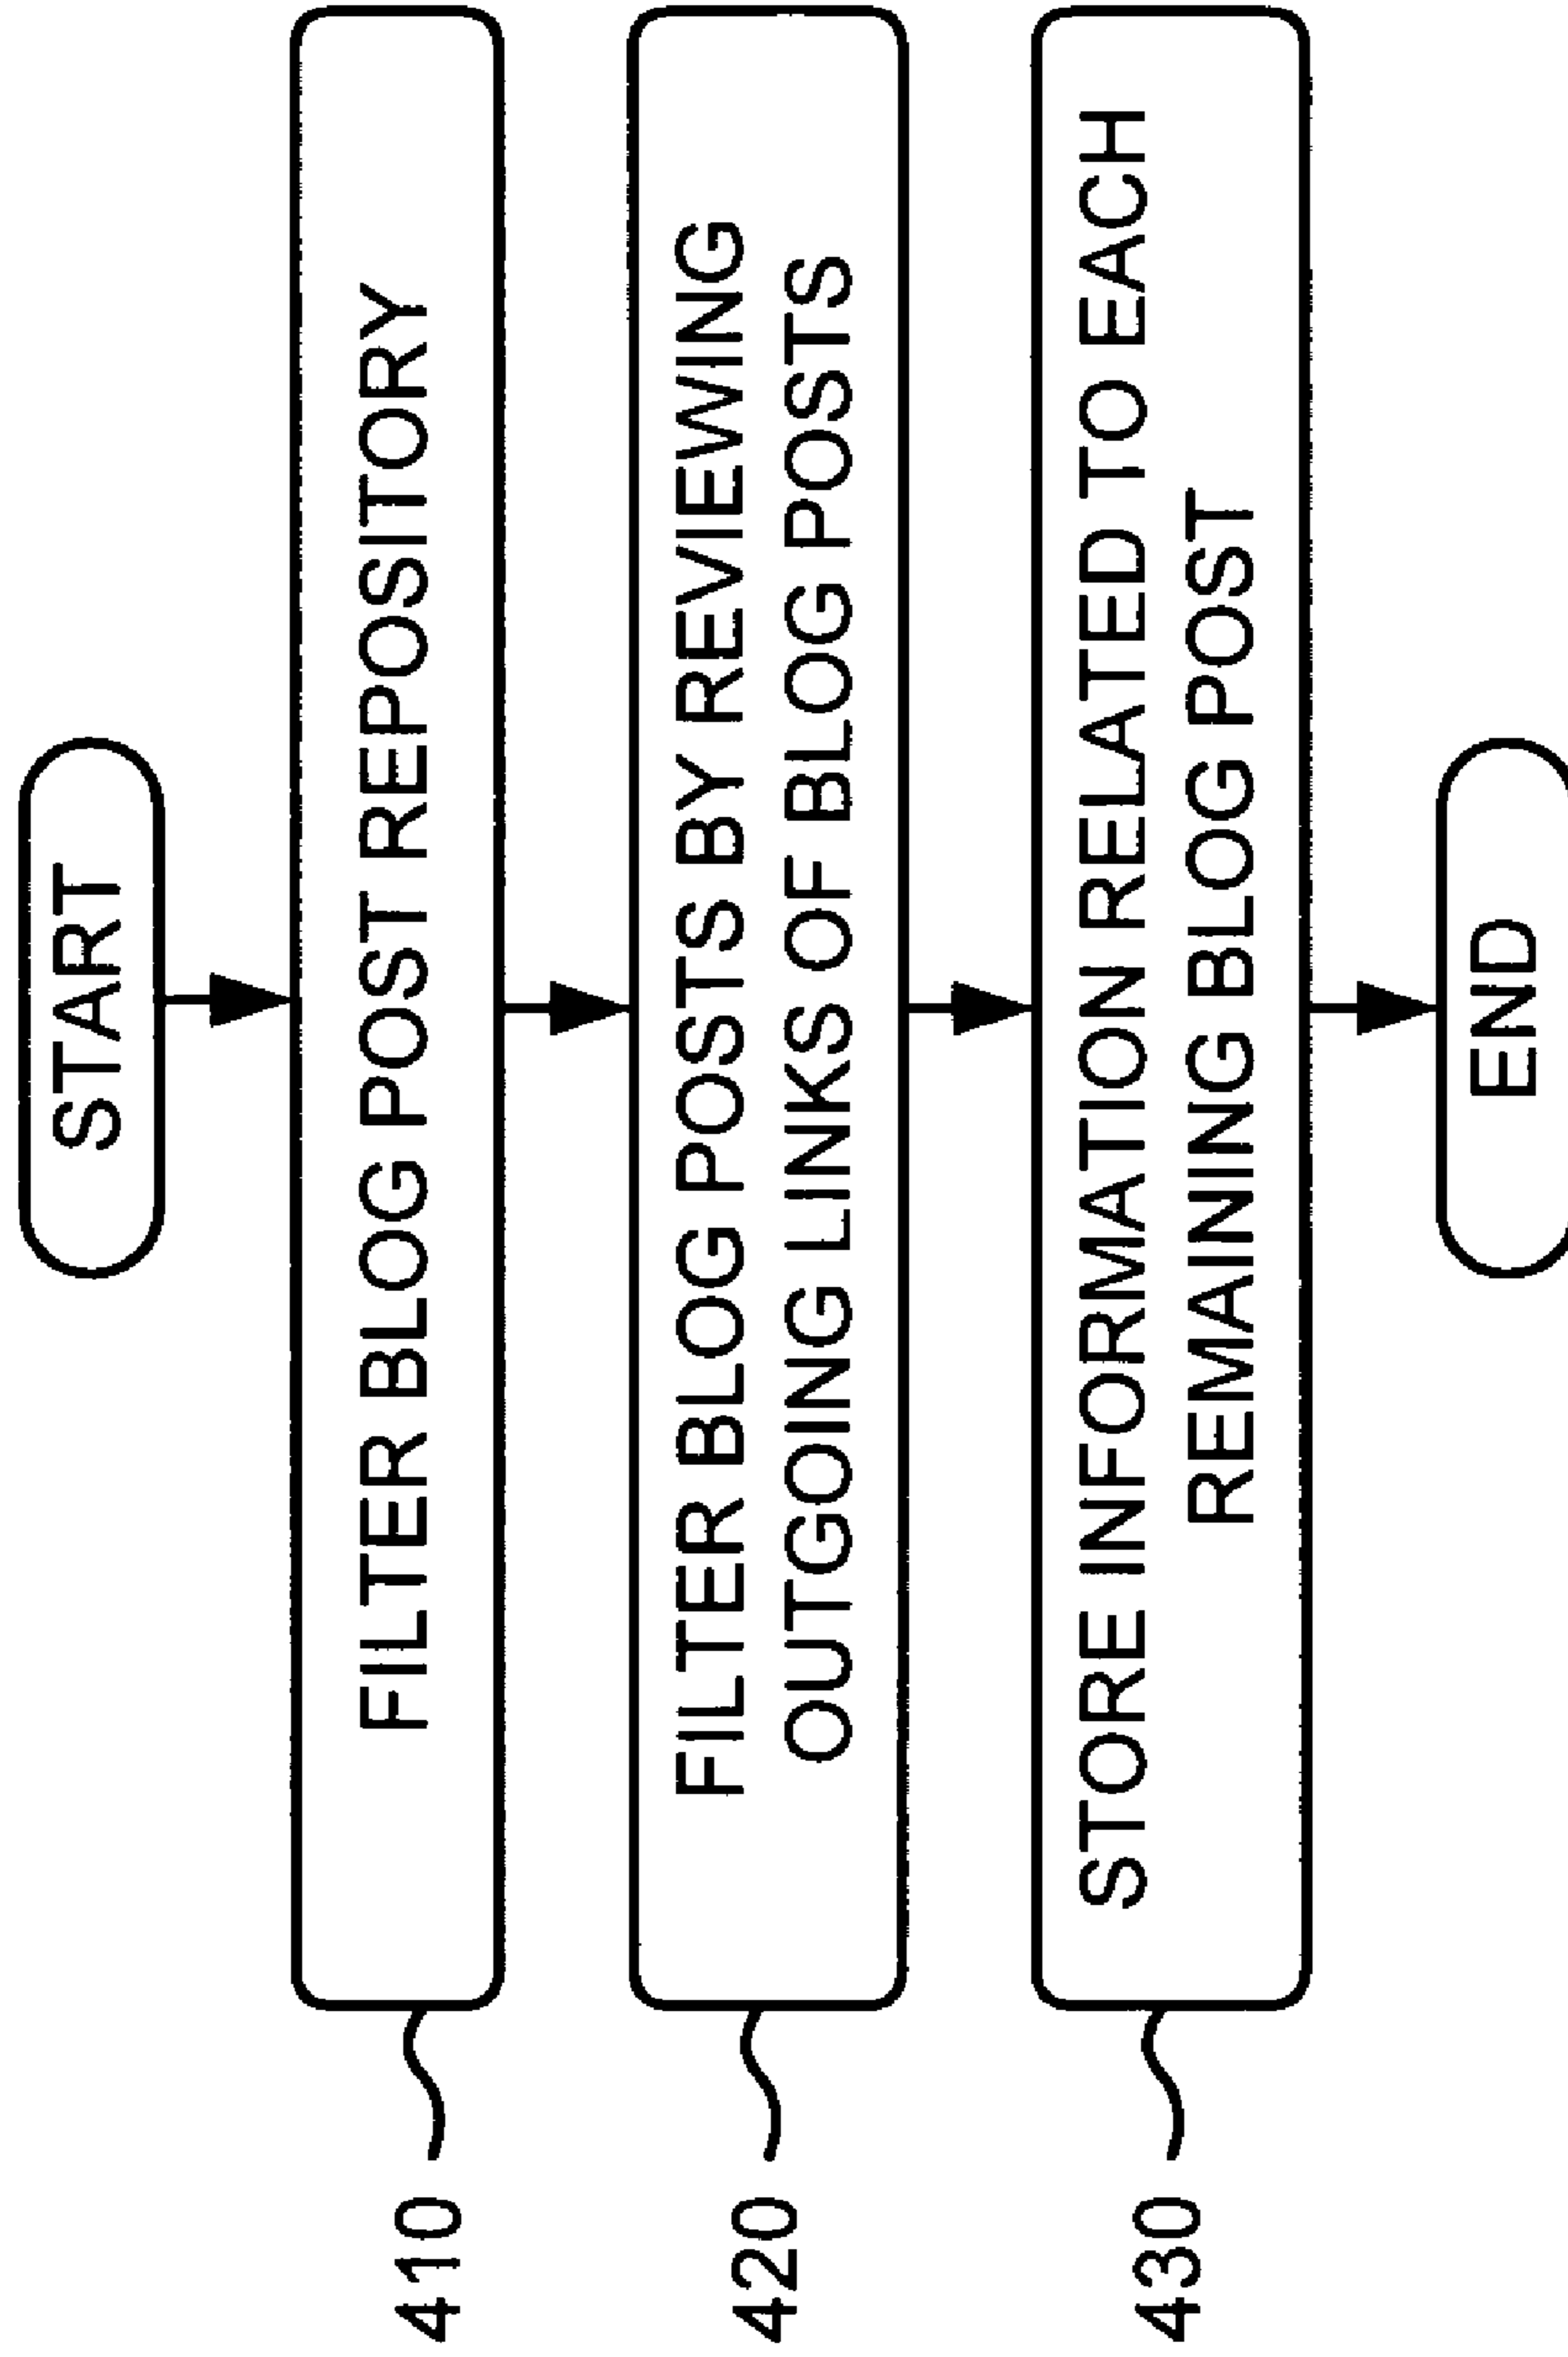 START
410
FILTER BLOG POST REPOSITORY
420
FILTER BLOG POSTS BY REVIEWING
OUTGOING LINKS OF BLOG POSTS
430
STORE INFORMATION RELATED TO EACH
REMAINING BLOG POST
END